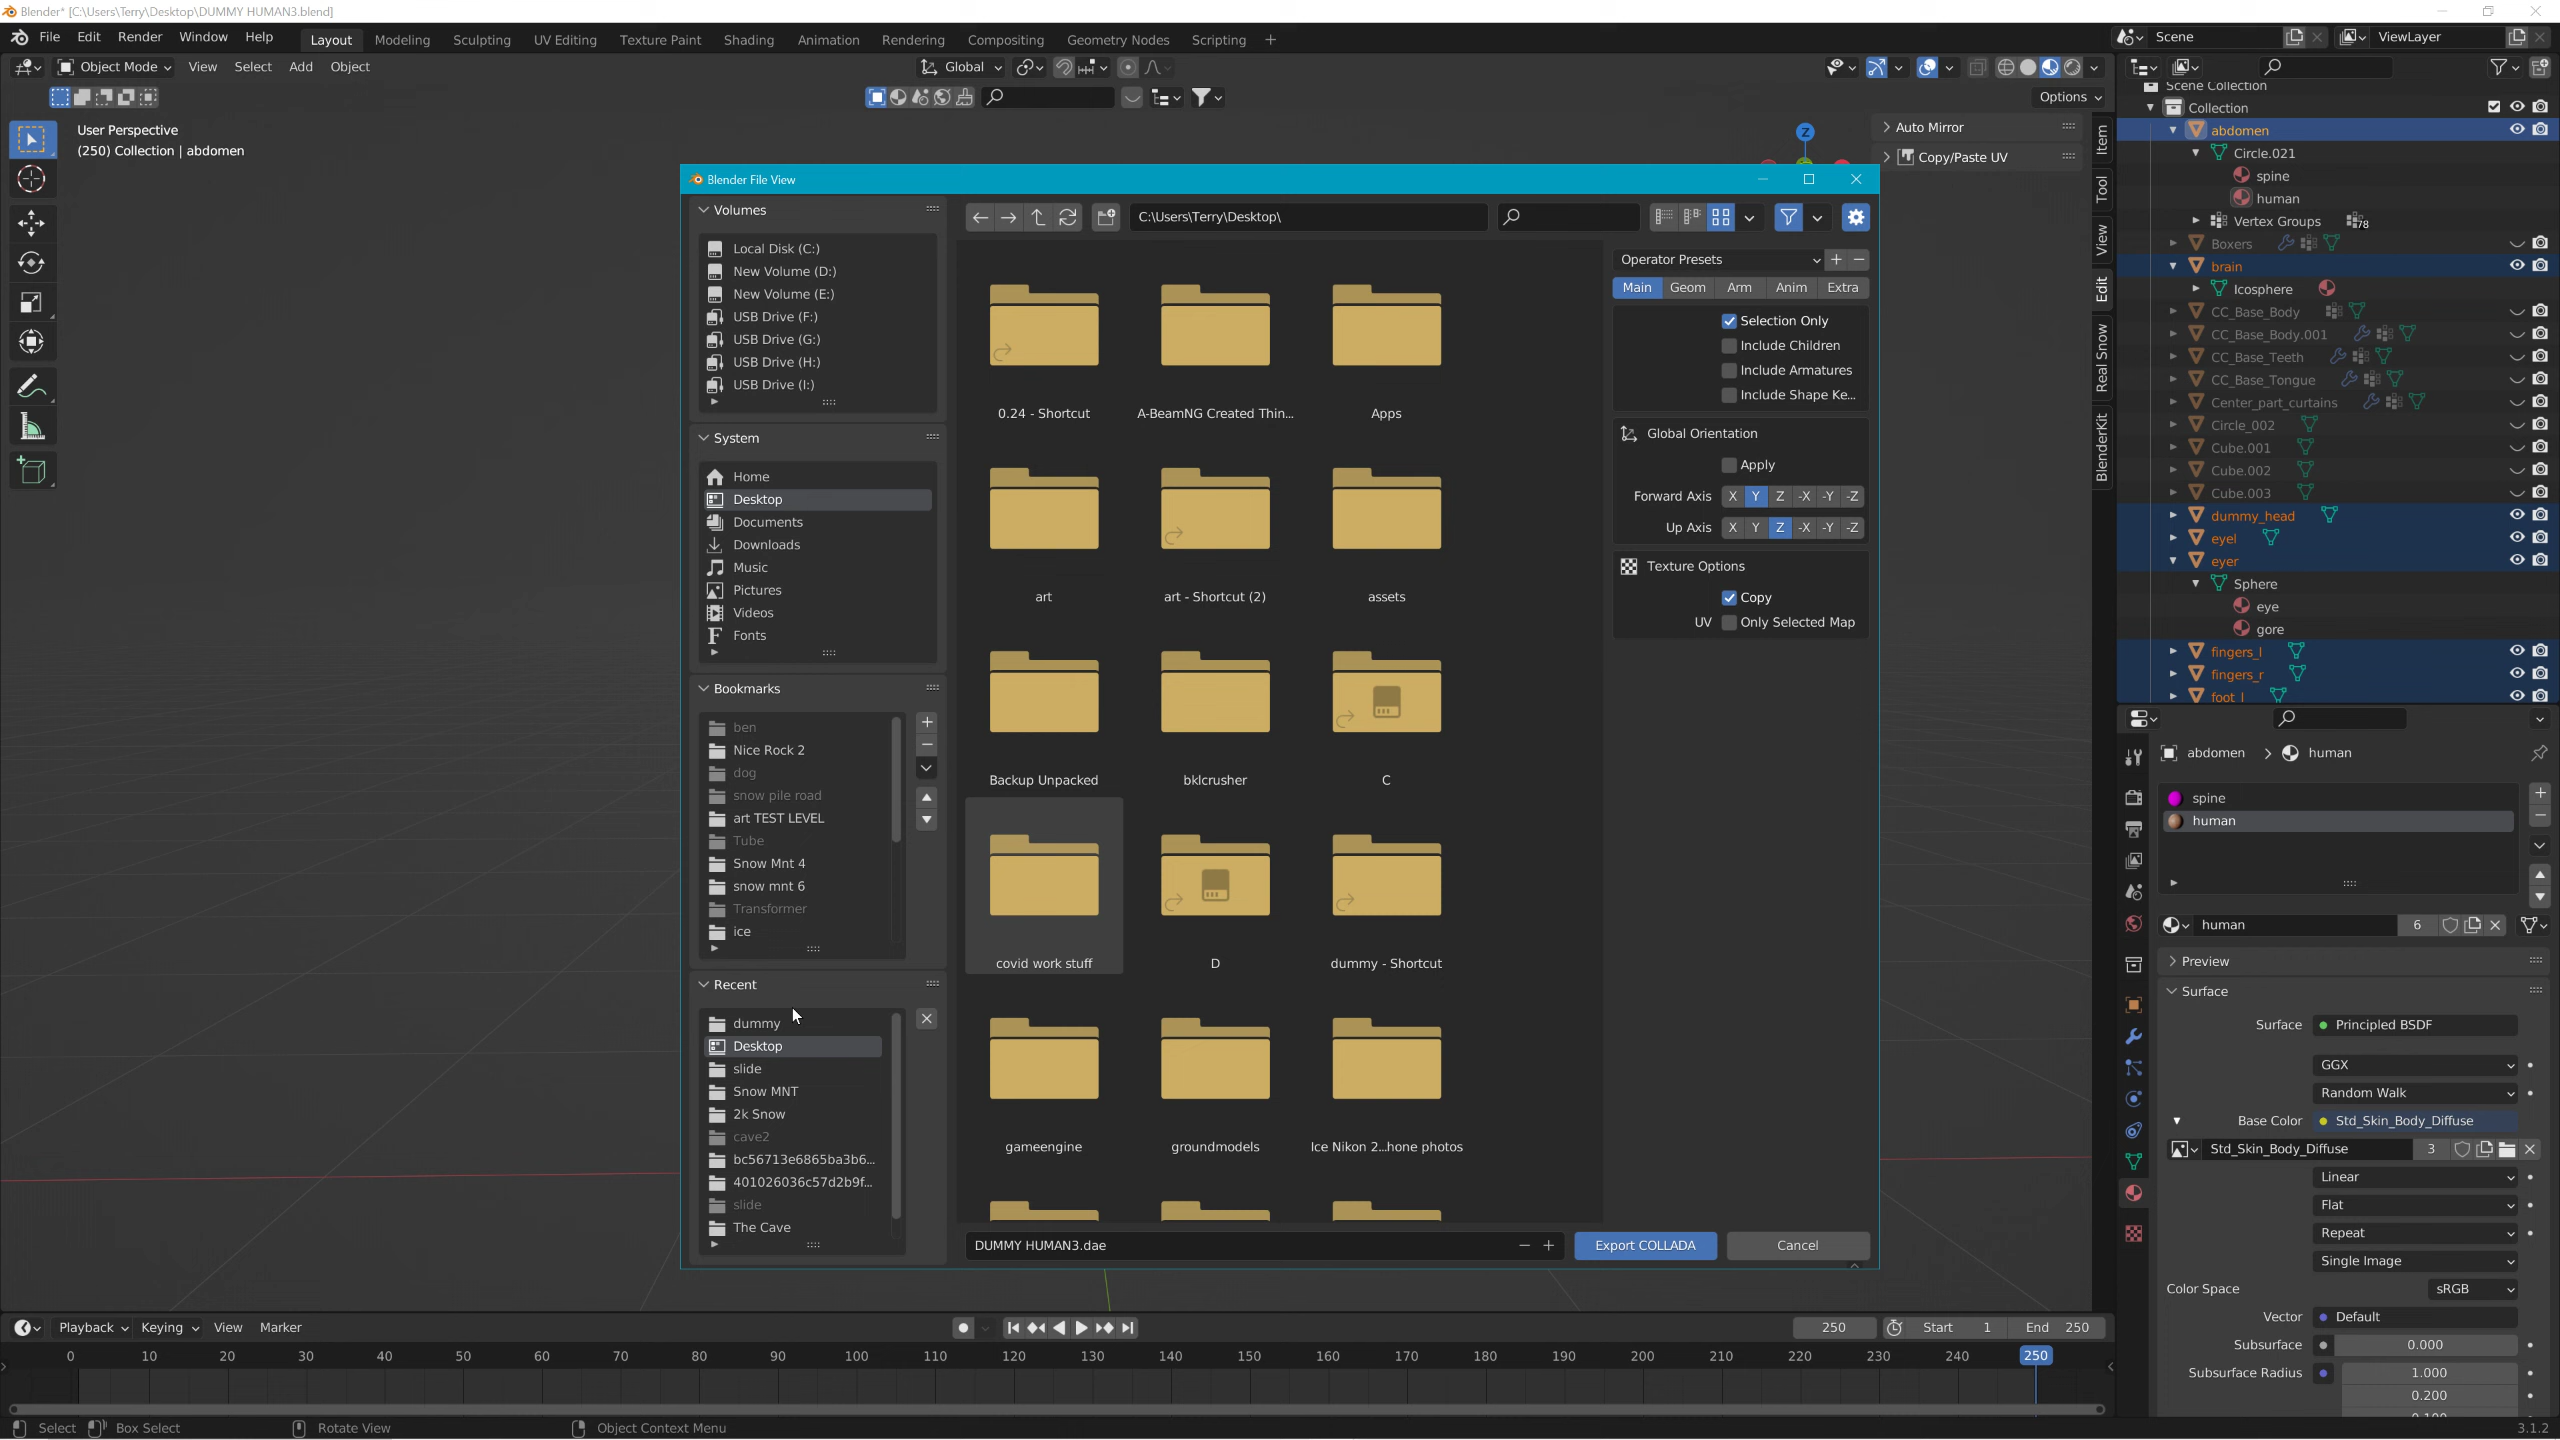 Blender* [C:\Users\Terry\Desktop\DUMMY HUMAN3.blend]
File Edit Render Window Help Layout Modeling Sculpting UV Editing Texture Paint Shading Animation Rendering Compositing Geometry Nodes Scripting + Scene ViewLayer
Object Mode View Select Add Object Global
Options
User Perspective
(250) Collection | abdomen
Z
Auto Mirror
Copy/Paste UV
Item
Tool
View
Edit
Real Snow
BlenderKit
Blender File View
Volumes
Local Disk (C:)
New Volume (D:)
New Volume (E:)
USB Drive (F:)
USB Drive (G:)
USB Drive (H:)
USB Drive (I:)
System
Home
Desktop
Documents
Downloads
Music
Pictures
Videos
Fonts
Bookmarks
ben
Nice Rock 2
dog
snow pile road
art TEST LEVEL
Tube
Snow Mnt 4
snow mnt 6
Transformer
ice
Recent
dummy
Desktop
slide
Snow MNT
2k Snow
cave2
bc56713e6865ba3b6...
401026036c57d2b9f...
slide
The Cave
C:\Users\Terry\Desktop\
0.24 - Shortcut A-BeamNG Created Thin... Apps
art art - Shortcut (2) assets
Backup Unpacked bklcrusher C
covid work stuff D dummy - Shortcut
gameengine groundmodels Ice Nikon 2...hone photos
DUMMY HUMAN3.dae Export COLLADA Cancel
Operator Presets
Main Geom Arm Anim Extra
Selection Only
Include Children
Include Armatures
Include Shape Ke...
Global Orientation
Apply
Forward Axis X Y Z -X -Y -Z
Up Axis X Y Z -X -Y -Z
Texture Options
Copy
UV Only Selected Map
Scene Collection
Collection
abdomen
Circle.021
spine
human
Vertex Groups 78
Boxers
brain
Icosphere
CC_Base_Body
CC_Base_Body.001
CC_Base_Teeth
CC_Base_Tongue
Center_part_curtains
Circle_002
Cube.001
Cube.002
Cube.003
dummy_head
eyel
eyer
Sphere
eye
gore
fingers_l
fingers_r
foot_l
abdomen > human
spine
human
human 6
Preview
Surface
Surface Principled BSDF
GGX
Random Walk
Base Color Std_Skin_Body_Diffuse
Std_Skin_Body_Diffuse 3
Linear
Flat
Repeat
Single Image
Color Space sRGB
Vector Default
Subsurface 0.000
Subsurface Radius 1.000
0.200
0.100
Playback Keying View Marker 250 Start 1 End 250
0 10 20 30 40 50 60 70 80 90 100 110 120 130 140 150 160 170 180 190 200 210 220 230 240 250
Select Box Select Rotate View Object Context Menu 3.1.2